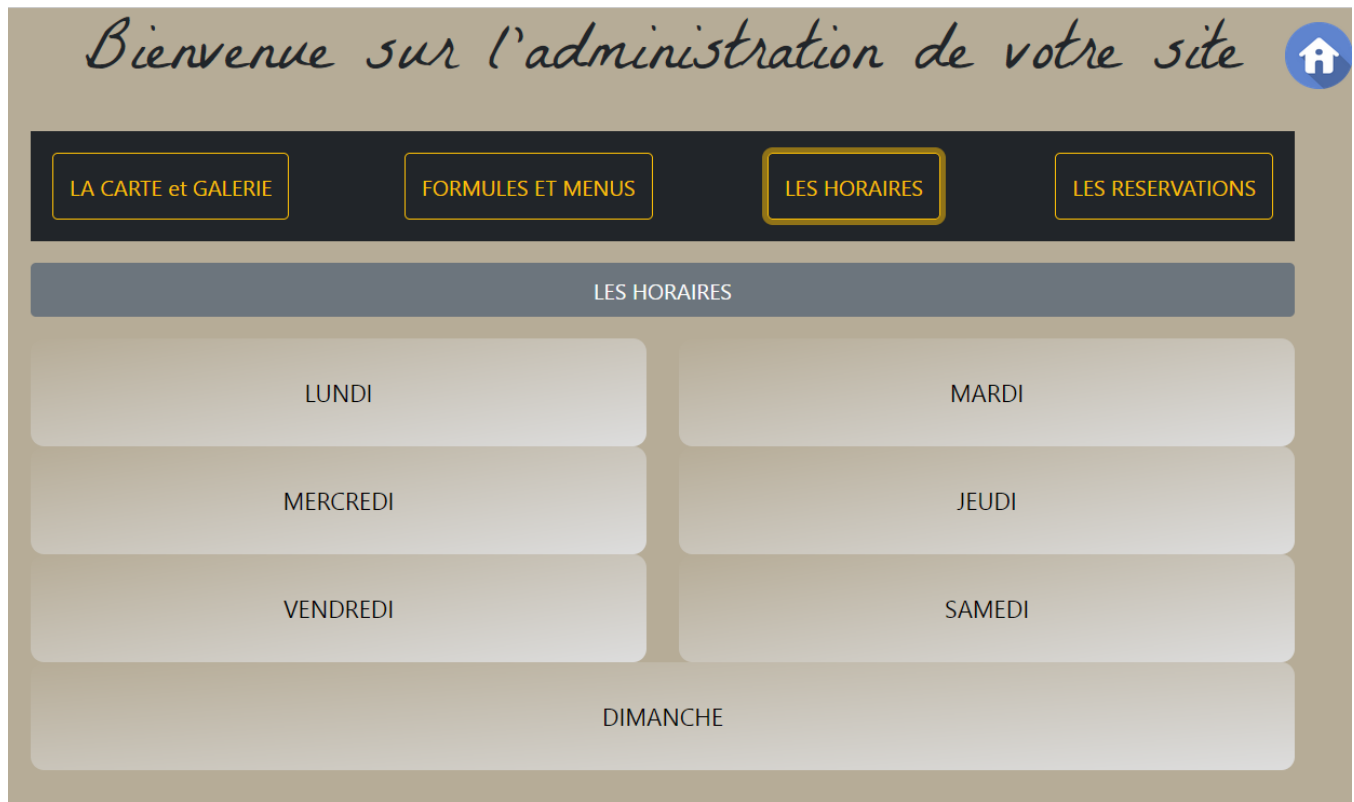 Bienvenue sur l'administration de votre site
LA CARTE et GALERIE
FORMULES ET MENUS
LES HORAIRES
LES RESERVATIONS
LES HORAIRES
LUNDI
MARDI
MERCREDI
JEUDI
VENDREDI
SAMEDI
DIMANCHE